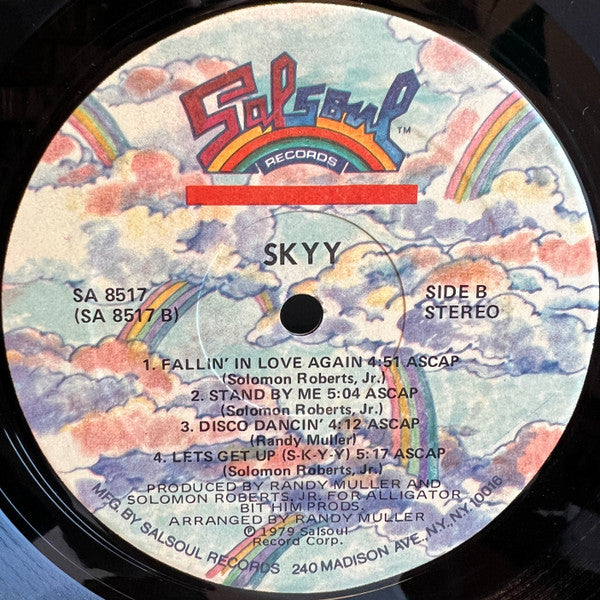 Salsoul TM
RECORDS
SKYY
SA 8517
(SA 8517 B)
SIDE B
STEREO
1. FALLIN' IN LOVE AGAIN 4:51 ASCAP
(Solomon Roberts, Jr.)
2. STAND BY ME 5:04 ASCAP
(Solomon Roberts, Jr.)
3. DISCO DANCIN' 4:12 ASCAP
(Randy Muller)
4. LETS GET UP (S-K-Y-Y) 5:17 ASCAP
(Solomon Roberts, Jr.)
PRODUCED BY RANDY MULLER AND
SOLOMON ROBERTS, JR. FOR ALLIGATOR
BIT HIM PRODS.
ARRANGED BY RANDY MULLER
℗ 1979 Salsoul
Record Corp.
MFG. BY SALSOUL RECORDS 240 MADISON AVE., NY, NY 10016